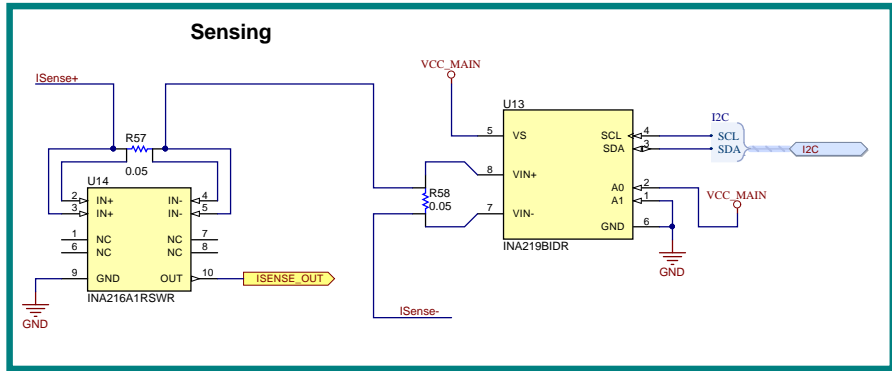 Sensing
ISense+
R57
0.05
U14
2 IN+
3 IN+
IN- 4
IN- 5
1 NC
6 NC
NC 7
NC 8
9 GND
OUT 10
INA216A1RSWR
GND
ISENSE_OUT
VCC_MAIN
U13
5 VS
8 VIN+
7 VIN-
SCL 4
SDA 3
A0 2
A1 1
GND 6
INA219BIDR
R58
0.05
ISense-
I2C
SCL
SDA
I2C
VCC_MAIN
GND